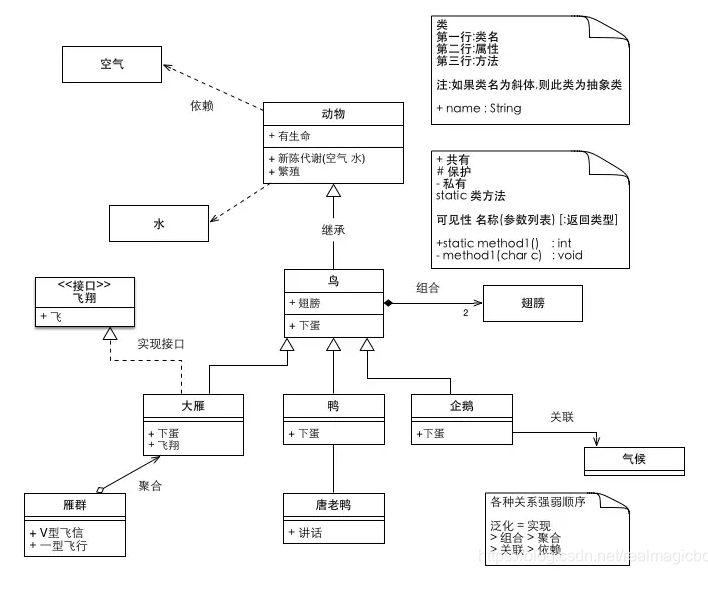 空气
依赖
动物
+ 有生命
+ 新陈代谢(空气 水)
+ 繁殖
水
继承
类
第一行:类名
第二行:属性
第三行:方法
注:如果类名为斜体,则此类为抽象类
+ name : String
+ 共有
# 保护
- 私有
static 类方法
可见性 名称(参数列表) [:返回类型]
+static method1() : int
- method1(char c) : void
<<接口>>
飞翔
+ 飞
实现接口
鸟
+ 翅膀
+ 下蛋
组合
2
翅膀
大雁
+ 下蛋
+ 飞翔
鸭
+ 下蛋
企鹅
+下蛋
关联
气候
聚合
雁群
+ V型飞信
+ 一型飞行
唐老鸭
+ 讲话
各种关系强弱顺序
泛化 = 实现
> 组合 > 聚合
> 关联 > 依赖
https://blog.csdn.net/realmagicbo